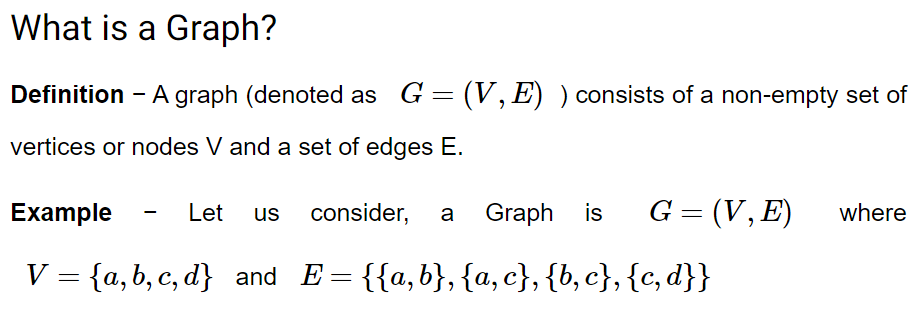 What is a Graph?
Definition − A graph (denoted as G = (V, E) ) consists of a non-empty set of
vertices or nodes V and a set of edges E.
Example − Let us consider, a Graph is G = (V, E) where
V = {a, b, c, d} and E = {{a, b}, {a, c}, {b, c}, {c, d}}